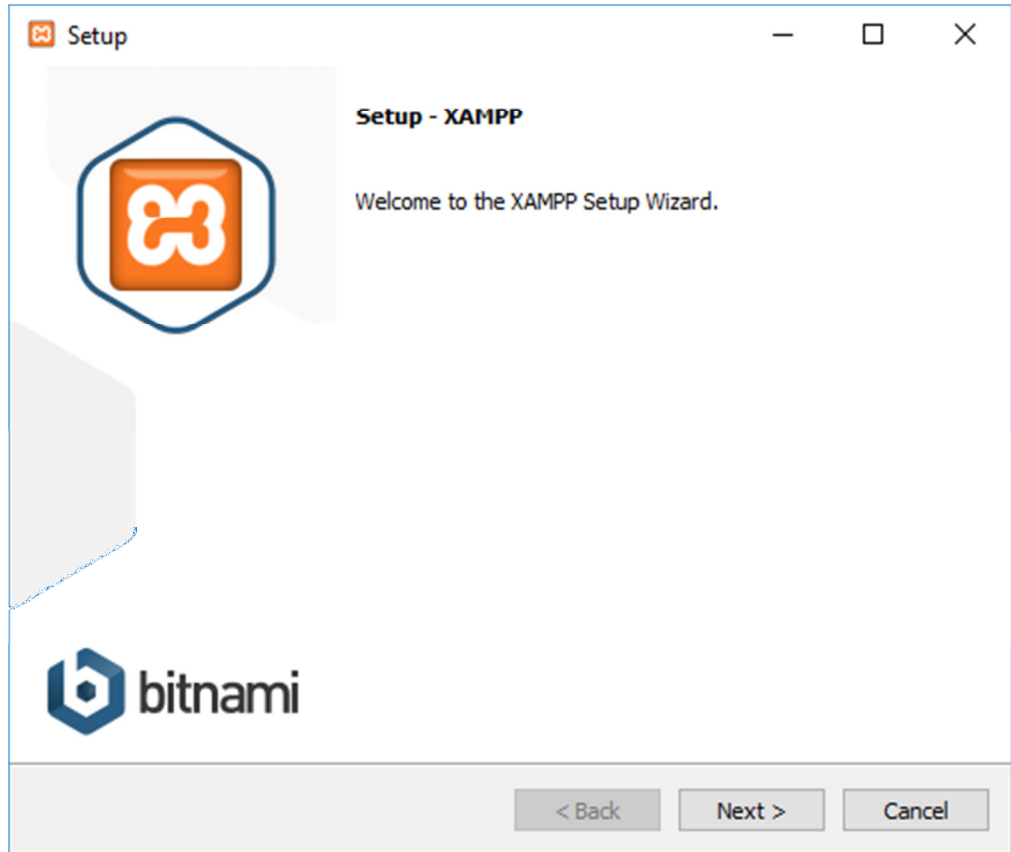 Setup
Setup - XAMPP
Welcome to the XAMPP Setup Wizard.
bitnami
< Back Next > Cancel